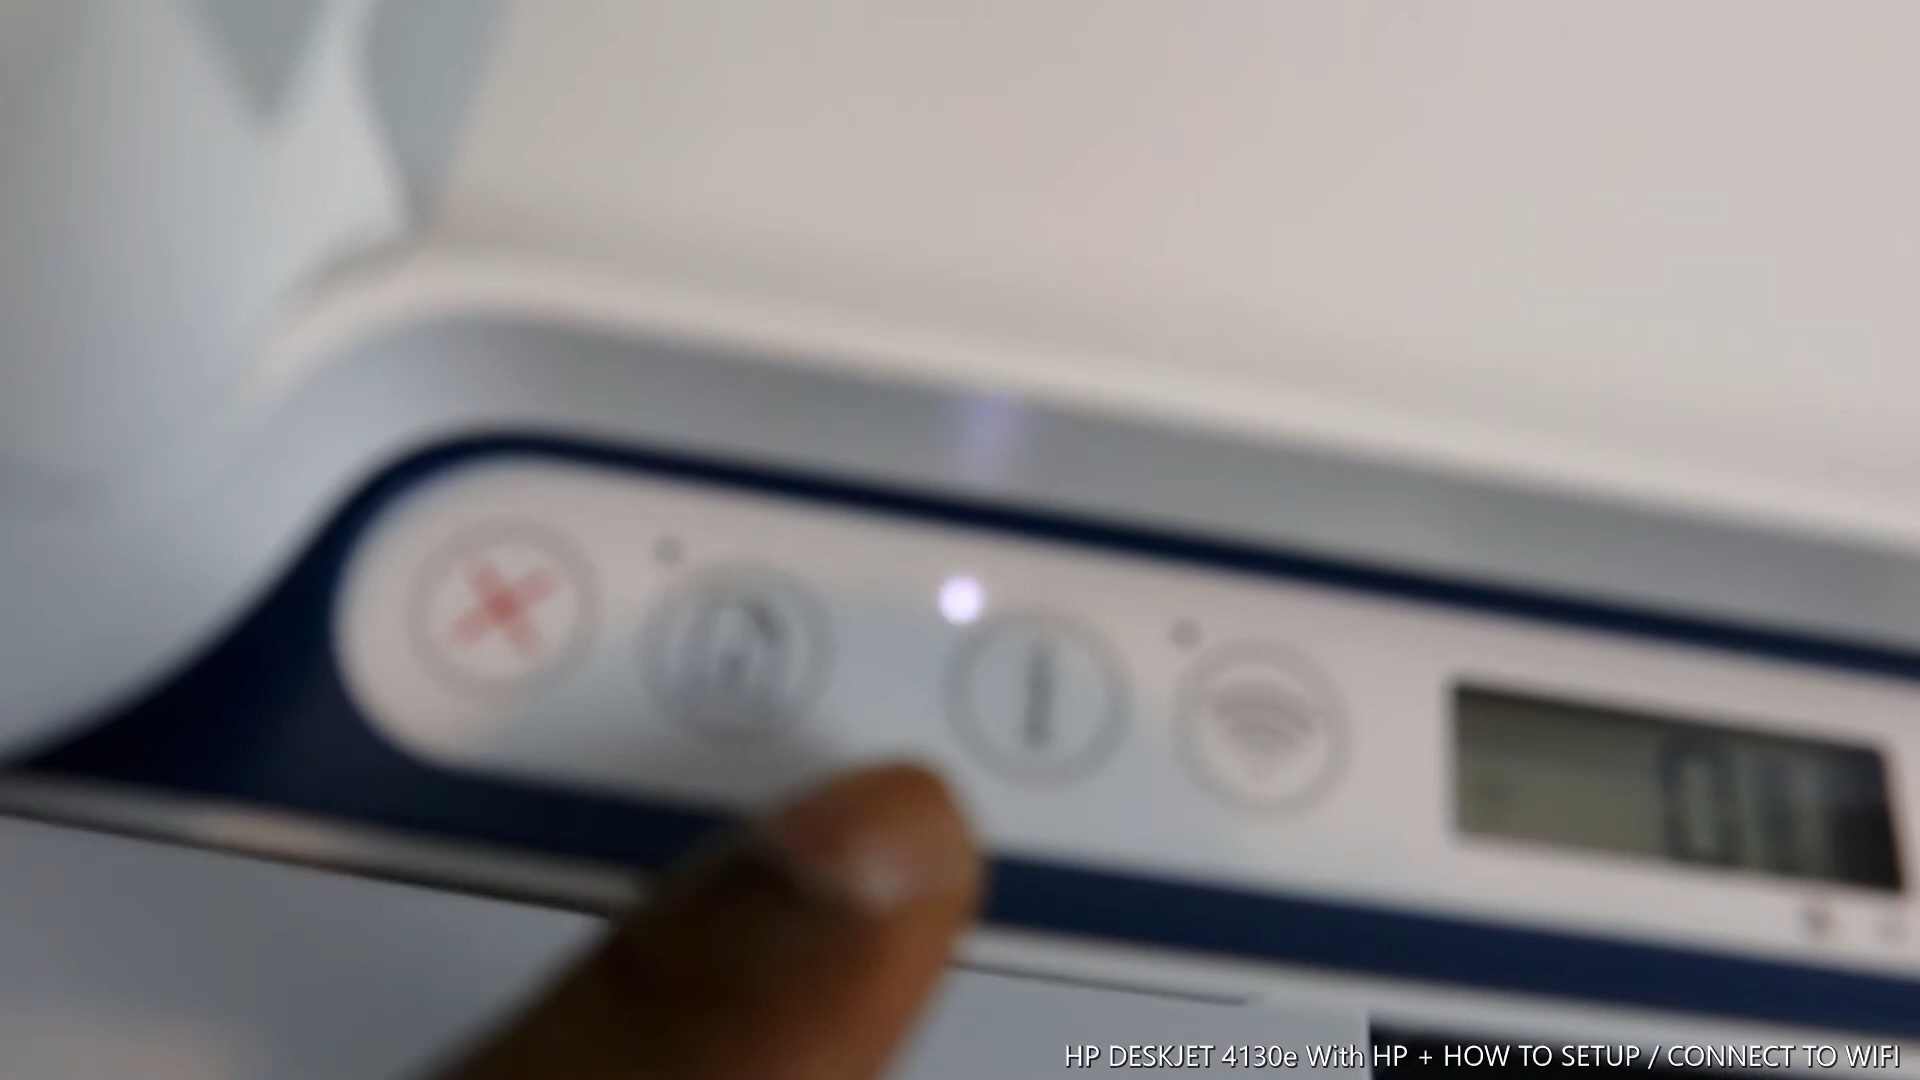 HP DESKJET 4130e With HP + HOW TO SETUP / CONNECT TO WIFI